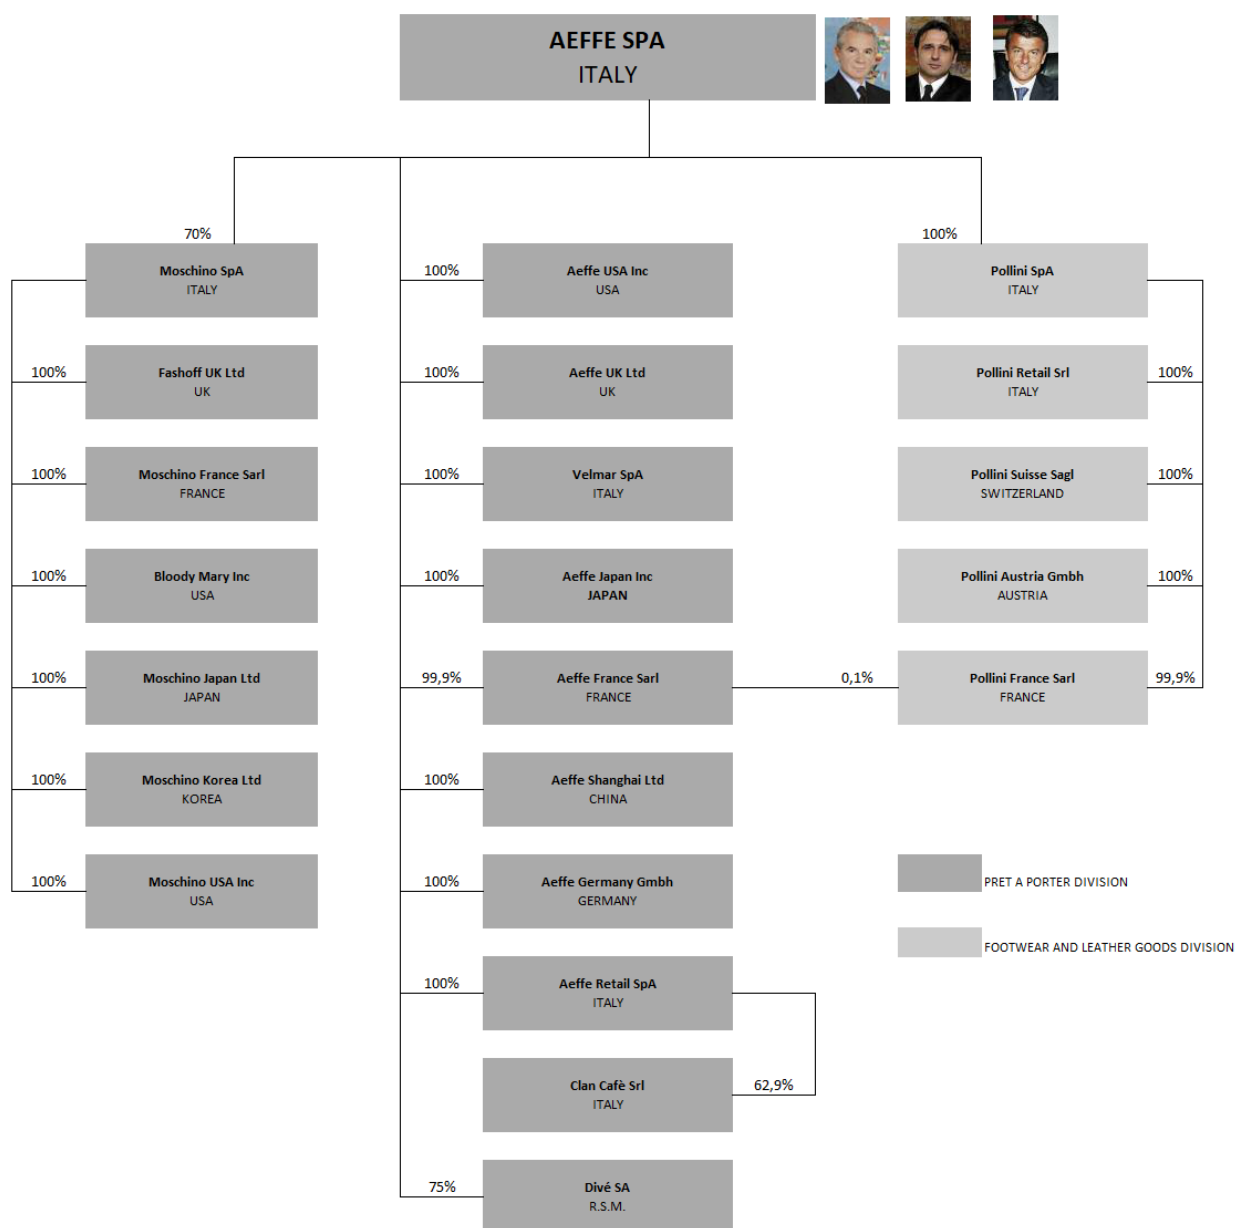 AEFFE SPA
ITALY
70%
Moschino SpA
ITALY
100%
Fashoff UK Ltd
UK
100%
Moschino France Sarl
FRANCE
100%
Bloody Mary Inc
USA
100%
Moschino Japan Ltd
JAPAN
100%
Moschino Korea Ltd
KOREA
100%
Moschino USA Inc
USA
100%
Aeffe USA Inc
USA
100%
Aeffe UK Ltd
UK
100%
Velmar SpA
ITALY
100%
Aeffe Japan Inc
JAPAN
99,9%
Aeffe France Sarl
FRANCE
0,1%
100%
Aeffe Shanghai Ltd
CHINA
100%
Aeffe Germany Gmbh
GERMANY
100%
Aeffe Retail SpA
ITALY
Clan Cafè Srl
ITALY
62,9%
75%
Divé SA
R.S.M.
100%
Pollini SpA
ITALY
Pollini Retail Srl
ITALY
100%
Pollini Suisse Sagl
SWITZERLAND
100%
Pollini Austria Gmbh
AUSTRIA
100%
Pollini France Sarl
FRANCE
99,9%
PRET A PORTER DIVISION
FOOTWEAR AND LEATHER GOODS DIVISION